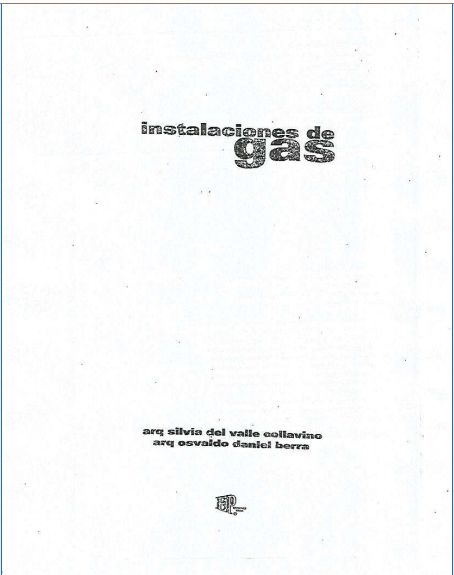 instalaciones de
gas
arq silvia del valle collavino
arq osvaldo daniel berra